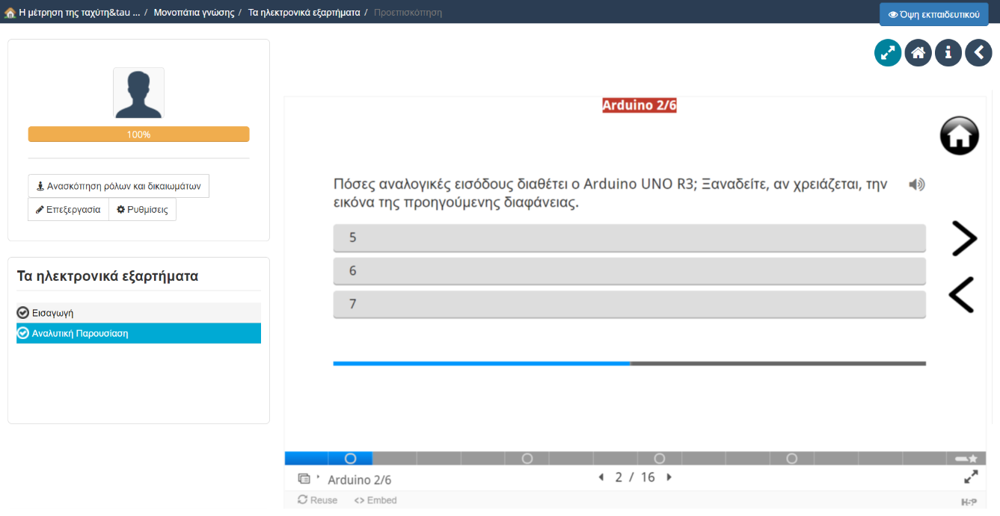 Η μέτρηση της ταχύτη&tau ... / Μονοπάτια γνώσης / Τα ηλεκτρονικά εξαρτήματα / Προεπισκόπηση
Όψη εκπαιδευτικού
100%
Ανασκόπηση ρόλων και δικαιωμάτων
Επεξεργασία
Ρυθμίσεις
Τα ηλεκτρονικά εξαρτήματα
Εισαγωγή
Αναλυτική Παρουσίαση
Arduino 2/6
Πόσες αναλογικές εισόδους διαθέτει ο Arduino UNO R3; Ξαναδείτε, αν χρειάζεται, την
εικόνα της προηγούμενης διαφάνειας.
5
6
7
Arduino 2/6
2 / 16
Reuse
<> Embed
H-P